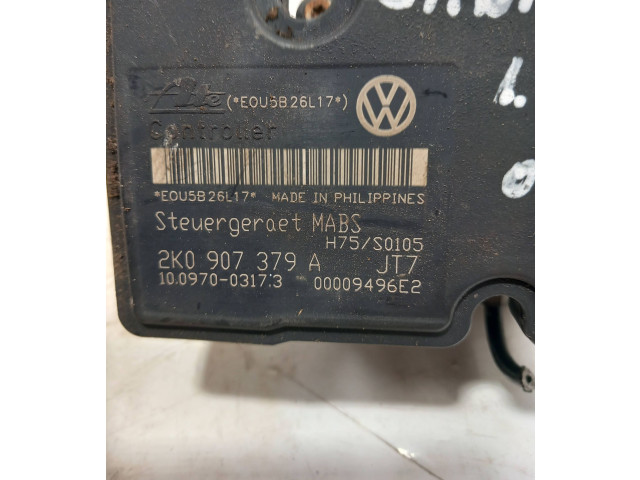 Ate (*EOU5B26L17*)
Controller
*EOU5B26L17* MADE IN PHILIPPINES
Steuergeraet MABS
H75/S0105
2K0 907 379 A JT7
10.0970-0317.3 00009496E2